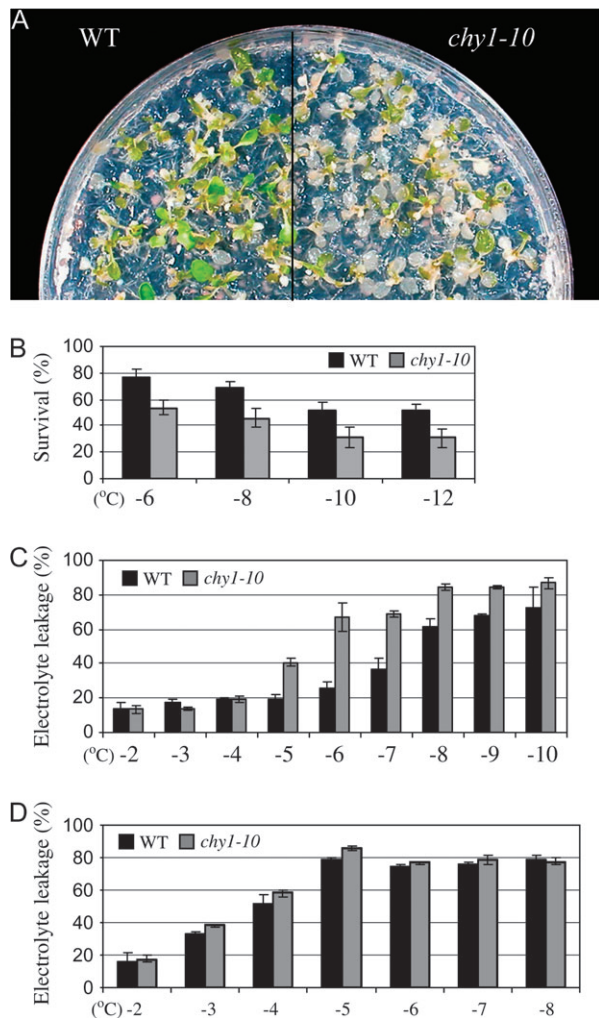 A
WT chy1-10
B
Survival (%)
100
80
60
40
20
0
WT chy1-10
(°C) -6 -8 -10 -12
C
Electrolyte leakage (%)
100
80
60
40
20
0
WT chy1-10
(°C) -2 -3 -4 -5 -6 -7 -8 -9 -10
D
Electrolyte leakage (%)
100
80
60
40
20
0
WT chy1-10
(°C) -2 -3 -4 -5 -6 -7 -8